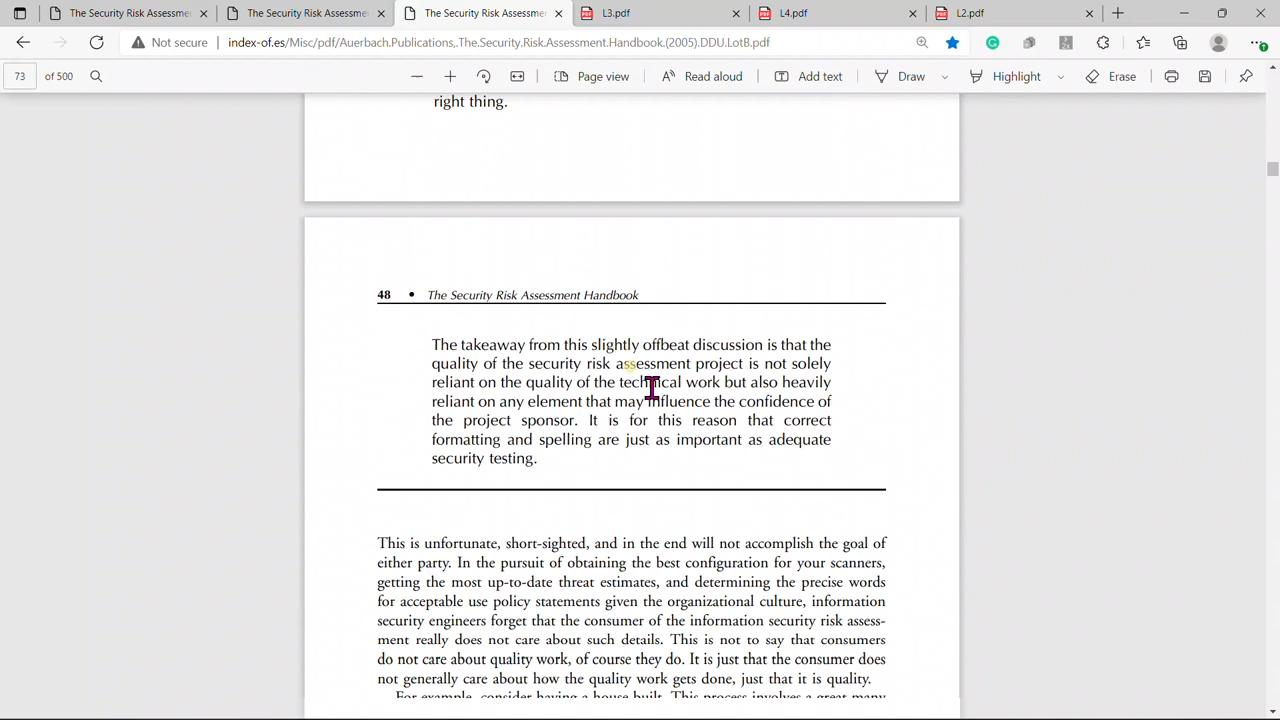 The Security Risk Assessme
The Security Risk Assessme
The Security Risk Assessme
L3.pdf
L4.pdf
L2.pdf
Not secure
index.of.es/Misc/pdf/Auerbach.Publications,.The.Security.Risk.Assessment.Handbook.(2005).DDU.LotB.pdf
73 of 500
Page view
Read aloud
Add text
Draw
Highlight
Erase
right thing.
48 • The Security Risk Assessment Handbook
The takeaway from this slightly offbeat discussion is that the
quality of the security risk assessment project is not solely
reliant on the quality of the technical work but also heavily
reliant on any element that may influence the confidence of
the project sponsor. It is for this reason that correct
formatting and spelling are just as important as adequate
security testing.
This is unfortunate, short-sighted, and in the end will not accomplish the goal of
either party. In the pursuit of obtaining the best configuration for your scanners,
getting the most up-to-date threat estimates, and determining the precise words
for acceptable use policy statements given the organizational culture, information
security engineers forget that the consumer of the information security risk assess-
ment really does not care about such details. This is not to say that consumers
do not care about quality work, of course they do. It is just that the consumer does
not generally care about how the quality work gets done, just that it is quality.
For example, consider having a house built. This process involves a great many